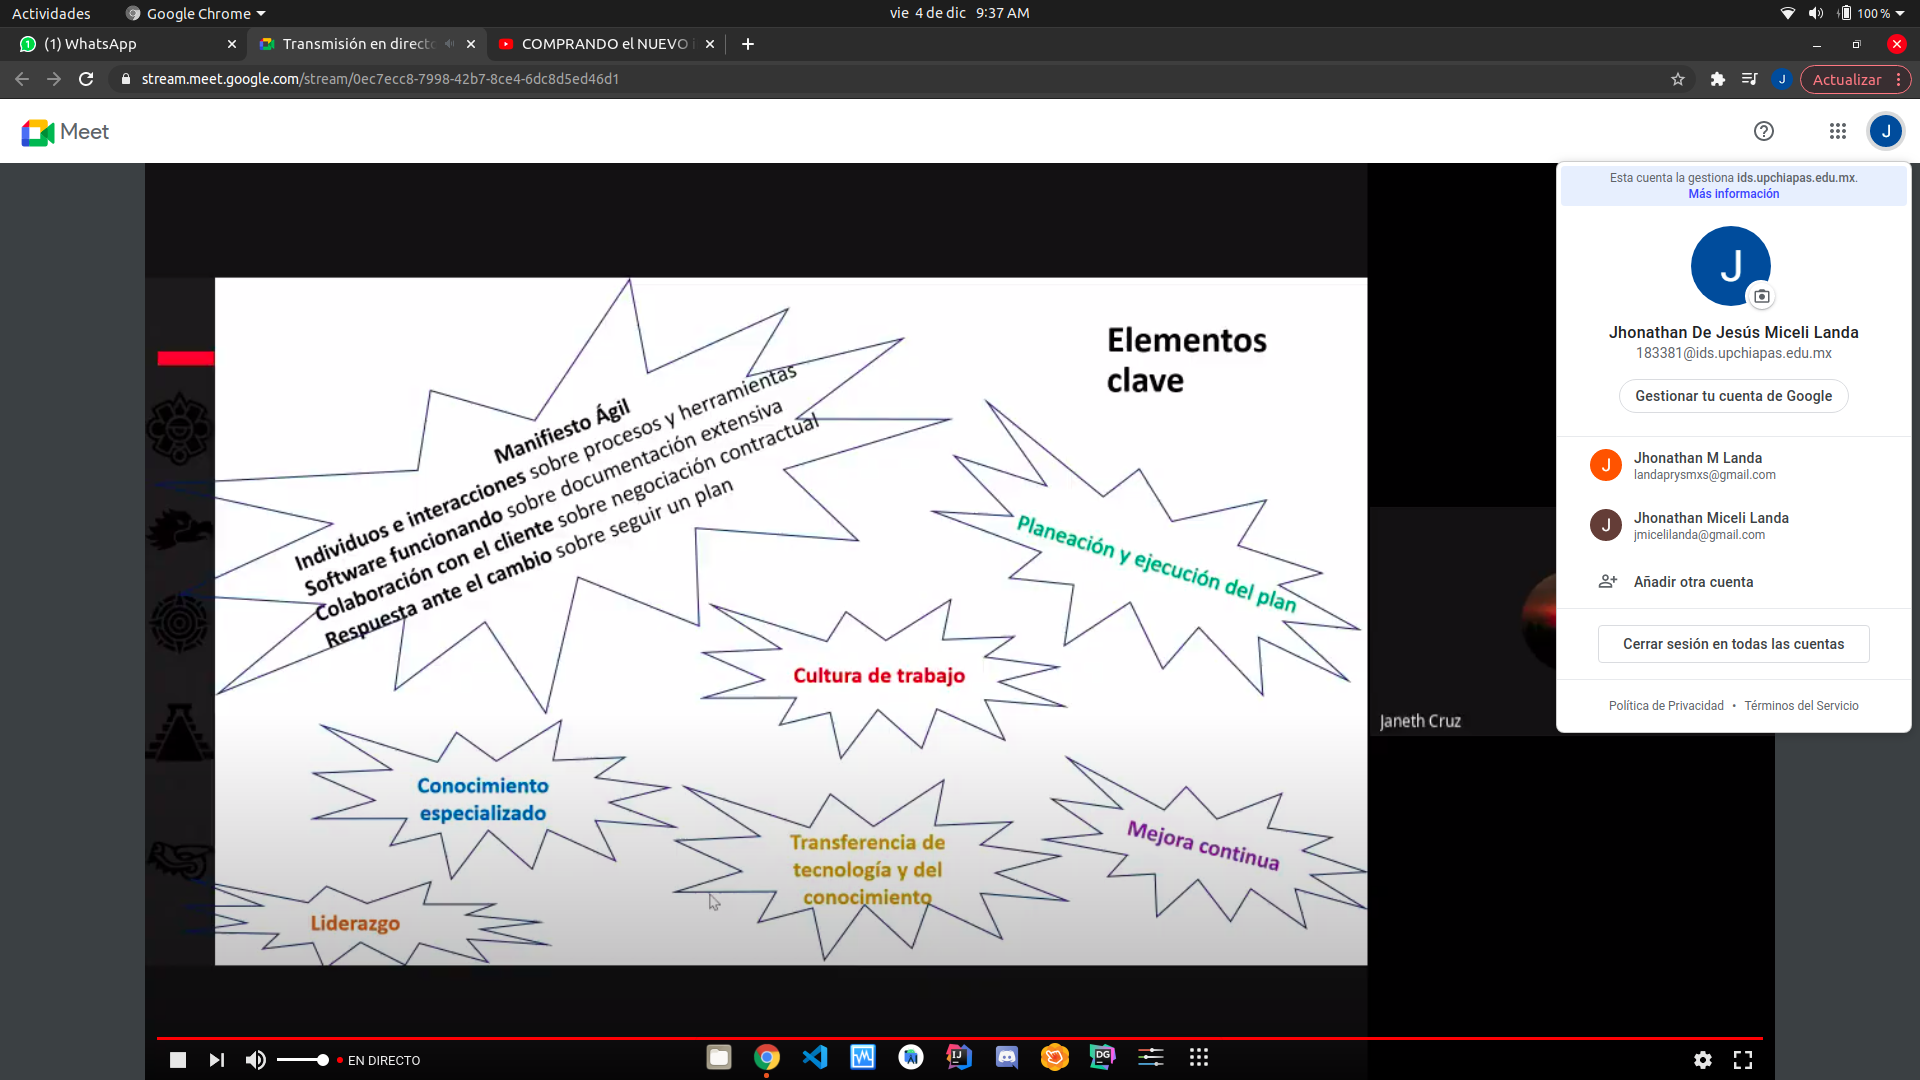 Actividades
Google Chrome
vie 4 de dic 9:37 AM
100 %
(1) WhatsApp
Transmisión en direct
COMPRANDO el NUEVO
stream.meet.google.com/stream/0ec7ecc8-7998-42b7-8ce4-6dc8d5ed46d1
J
Actualizar
Meet
J
Esta cuenta la gestiona ids.upchiapas.edu.mx.
Más información
J
Jhonathan De Jesús Miceli Landa
183381@ids.upchiapas.edu.mx
Gestionar tu cuenta de Google
J
Jhonathan M Landa
landaprysmxs@gmail.com
J
Jhonathan Miceli Landa
jmicelilanda@gmail.com
Añadir otra cuenta
Cerrar sesión en todas las cuentas
Política de Privacidad • Términos del Servicio
Elementos
clave
Manifiesto Ágil
Individuos e interacciones sobre procesos y herramientas
Software funcionando sobre documentación extensiva
Colaboración con el cliente sobre negociación contractual
Respuesta ante el cambio sobre seguir un plan
Planeación y ejecución del plan
Cultura de trabajo
Conocimiento
especializado
Transferencia de
tecnología y del
conocimiento
Mejora continua
Liderazgo
Janeth Cruz
EN DIRECTO
IJ
DG